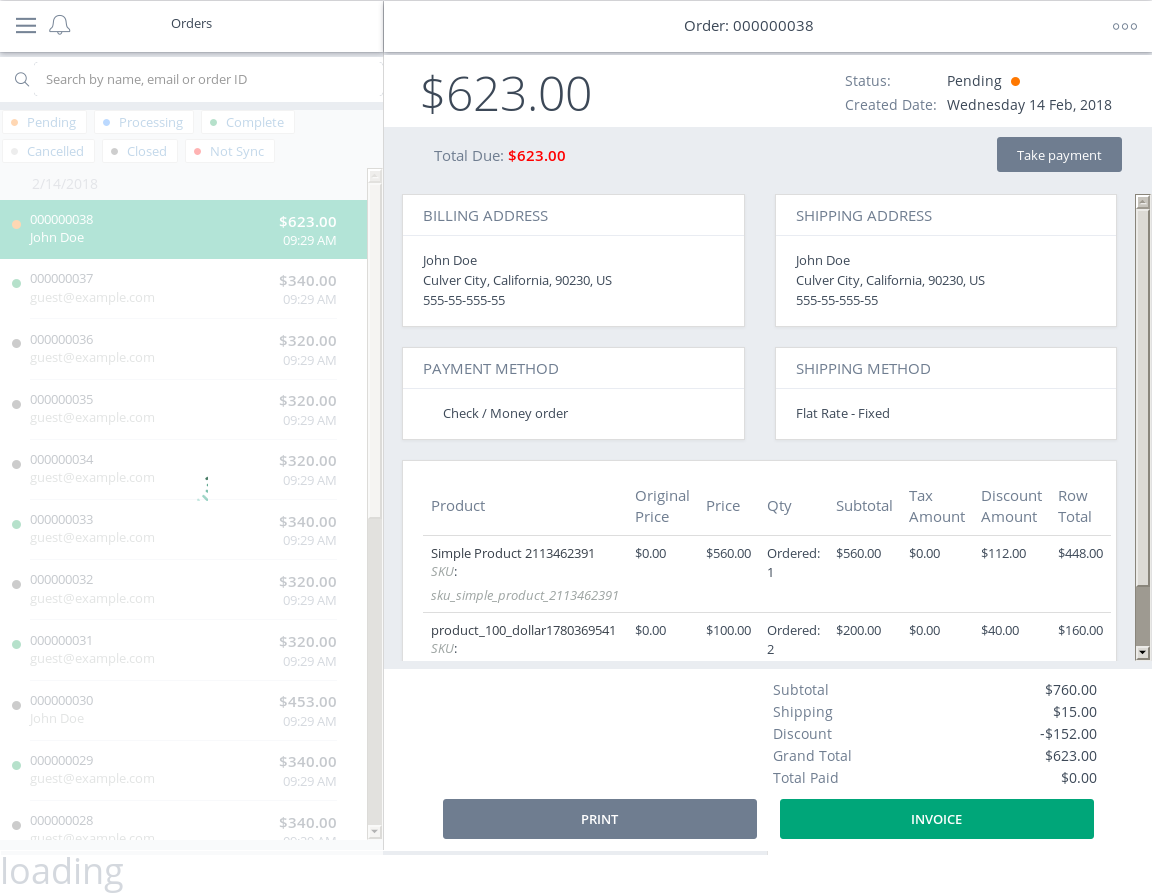 Orders
Order: 000000038
Search by name, email or order ID
Pending
Processing
Complete
Cancelled
Closed
Not Sync
2/14/2018
000000038 $623.00
John Doe 09:29 AM
000000037 $340.00
guest@example.com 09:29 AM
000000036 $320.00
guest@example.com 09:29 AM
000000035 $320.00
guest@example.com 09:29 AM
000000034 $320.00
guest@example.com 09:29 AM
000000033 $340.00
guest@example.com 09:29 AM
000000032 $320.00
guest@example.com 09:29 AM
000000031 $320.00
guest@example.com 09:29 AM
000000030 $453.00
John Doe 09:29 AM
000000029 $340.00
guest@example.com 09:29 AM
000000028 $340.00
guest@example.com 09:29 AM
loading
$623.00
Status: Pending
Created Date: Wednesday 14 Feb, 2018
Total Due: $623.00
Take payment
BILLING ADDRESS
John Doe
Culver City, California, 90230, US
555-55-555-55
SHIPPING ADDRESS
John Doe
Culver City, California, 90230, US
555-55-555-55
PAYMENT METHOD
Check / Money order
SHIPPING METHOD
Flat Rate - Fixed
Product Original Price Price Qty Subtotal Tax Amount Discount Amount Row Total
Simple Product 2113462391 $0.00 $560.00 Ordered: 1 $560.00 $0.00 $112.00 $448.00
SKU:
sku_simple_product_2113462391
product_100_dollar1780369541 $0.00 $100.00 Ordered: 2 $200.00 $0.00 $40.00 $160.00
SKU:
Subtotal $760.00
Shipping $15.00
Discount -$152.00
Grand Total $623.00
Total Paid $0.00
PRINT
INVOICE